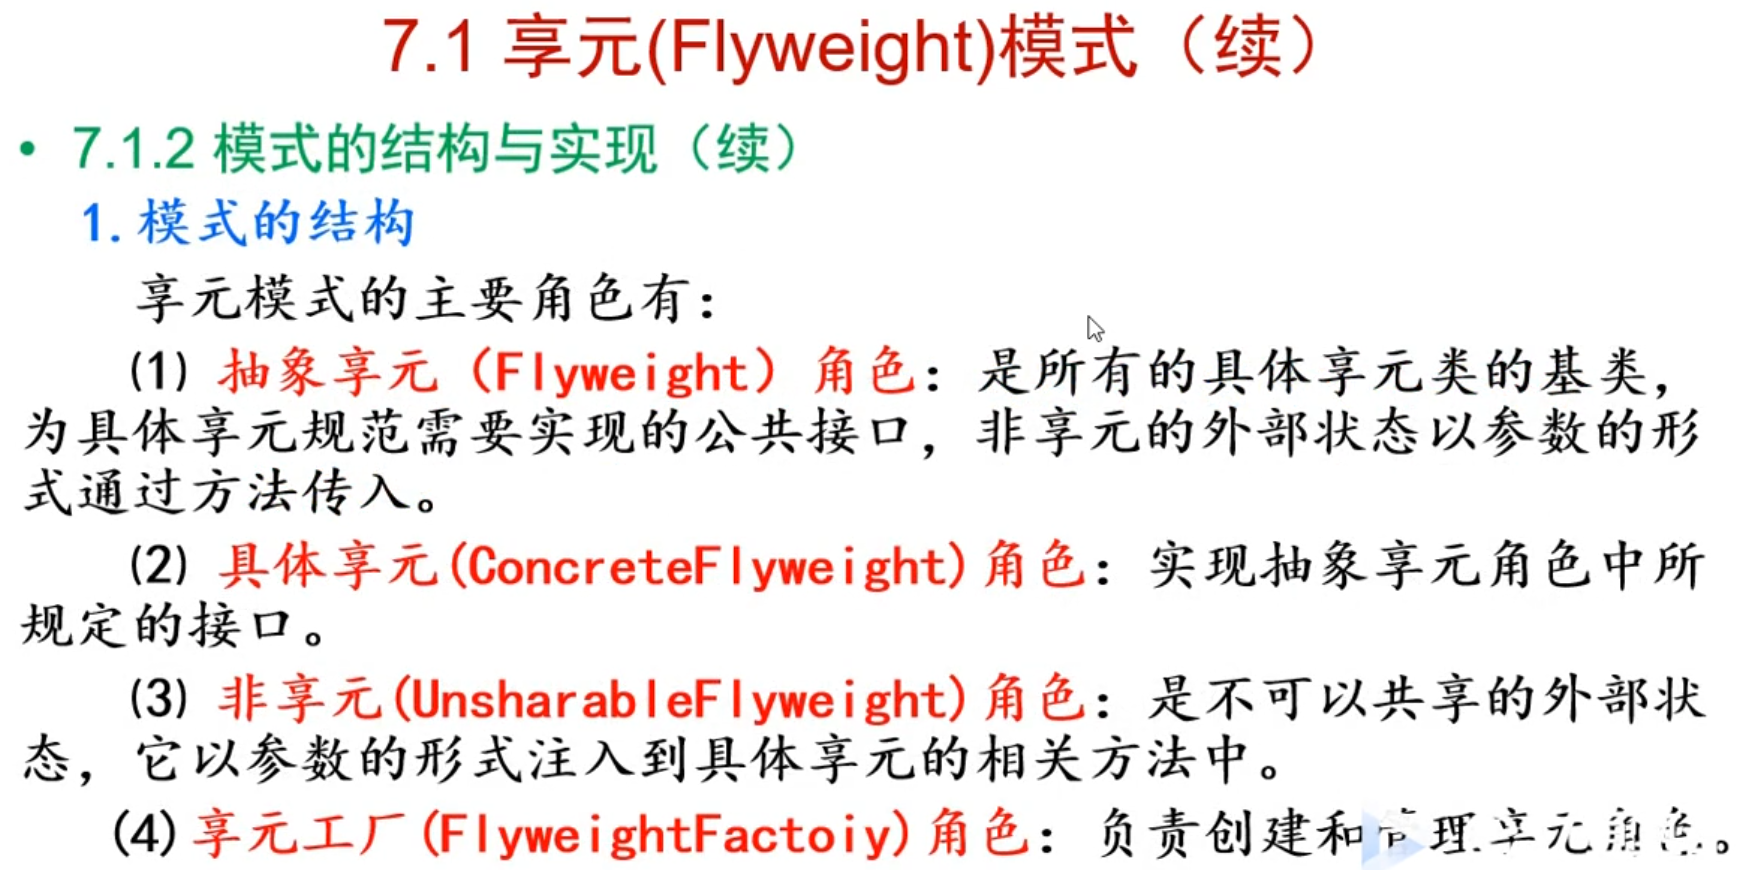 7.1 享元(Flyweight)模式（续）
• 7.1.2 模式的结构与实现（续）
1. 模式的结构
享元模式的主要角色有：
(1) 抽象享元（Flyweight）角色：是所有的具体享元类的基类，
为具体享元规范需要实现的公共接口，非享元的外部状态以参数的形
式通过方法传入。
(2) 具体享元(ConcreteFlyweight)角色：实现抽象享元角色中所
规定的接口。
(3) 非享元(UnsharableFlyweight)角色：是不可以共享的外部状
态，它以参数的形式注入到具体享元的相关方法中。
(4) 享元工厂(FlyweightFactoiy)角色：负责创建和管理享元角色。